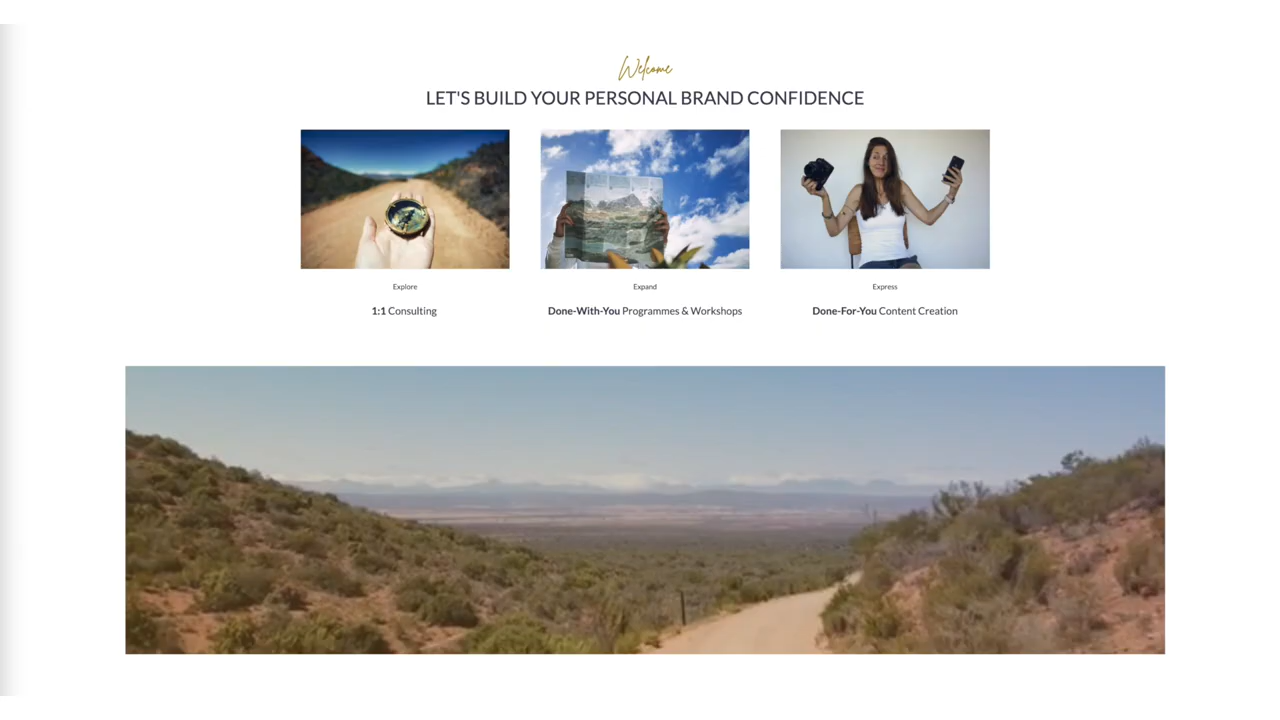 Welcome
LET'S BUILD YOUR PERSONAL BRAND CONFIDENCE
Explore
Expand
Express
1:1 Consulting
Done-With-You Programmes & Workshops
Done-For-You Content Creation